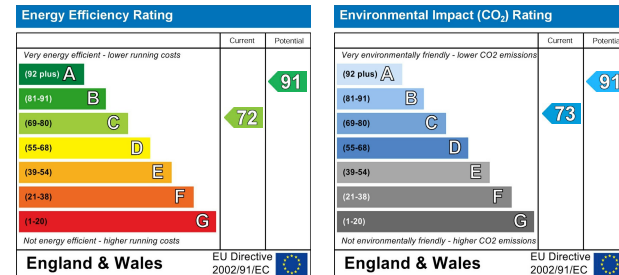 Energy Efficiency Rating
Current Potential
Very energy efficient - lower running costs
(92 plus) A
(81-91) B
(69-80) C
(55-68) D
(39-54) E
(21-38) F
(1-20) G
72
91
Not energy efficient - higher running costs
England & Wales
EU Directive
2002/91/EC
Environmental Impact (CO₂) Rating
Current Potential
Very environmentally friendly - lower CO2 emissions
(92 plus) A
(81-91) B
(69-80) C
(55-68) D
(39-54) E
(21-38) F
(1-20) G
73
91
Not environmentally friendly - higher CO2 emissions
England & Wales
EU Directive
2002/91/EC